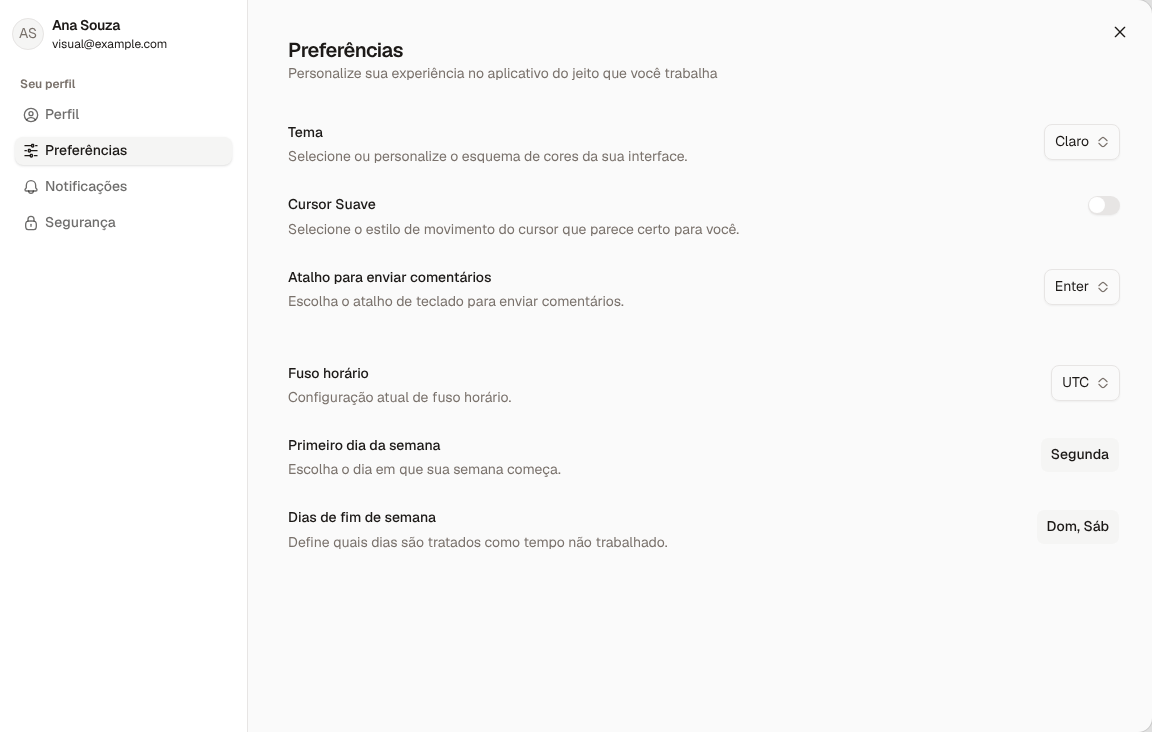 AS
Ana Souza
visual@example.com
Seu perfil
Perfil
Preferências
Notificações
Segurança
Preferências
Personalize sua experiência no aplicativo do jeito que você trabalha
Tema
Selecione ou personalize o esquema de cores da sua interface.
Claro
Cursor Suave
Selecione o estilo de movimento do cursor que parece certo para você.
Atalho para enviar comentários
Escolha o atalho de teclado para enviar comentários.
Enter
Fuso horário
Configuração atual de fuso horário.
UTC
Primeiro dia da semana
Escolha o dia em que sua semana começa.
Segunda
Dias de fim de semana
Define quais dias são tratados como tempo não trabalhado.
Dom, Sáb